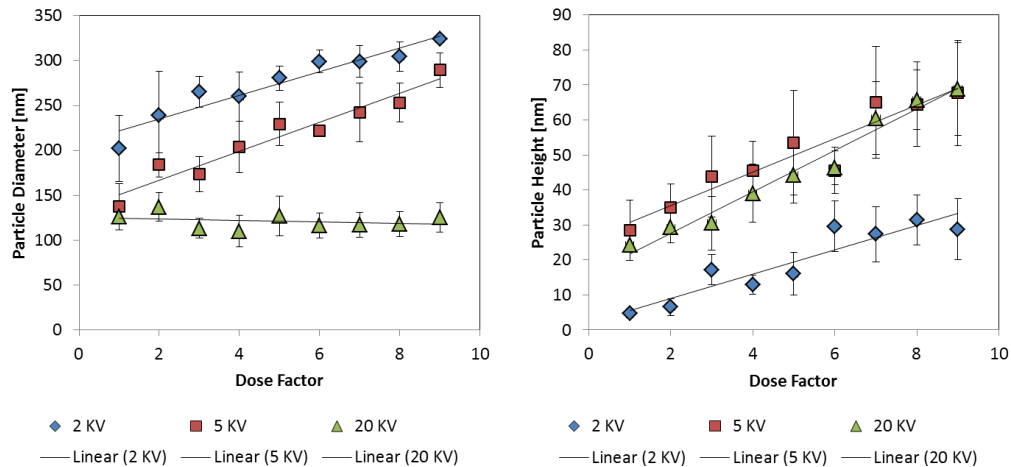 350
300
250
200
150
100
50
0
Particle Diameter [nm]
0 2 4 6 8 10
Dose Factor
2 KV 5 KV 20 KV
Linear (2 KV) Linear (5 KV) Linear (20 KV)
90
80
70
60
50
40
30
20
10
0
Particle Height [nm]
0 2 4 6 8 10
Dose Factor
2 KV 5 KV 20 KV
Linear (2 KV) Linear (5 KV) Linear (20 KV)